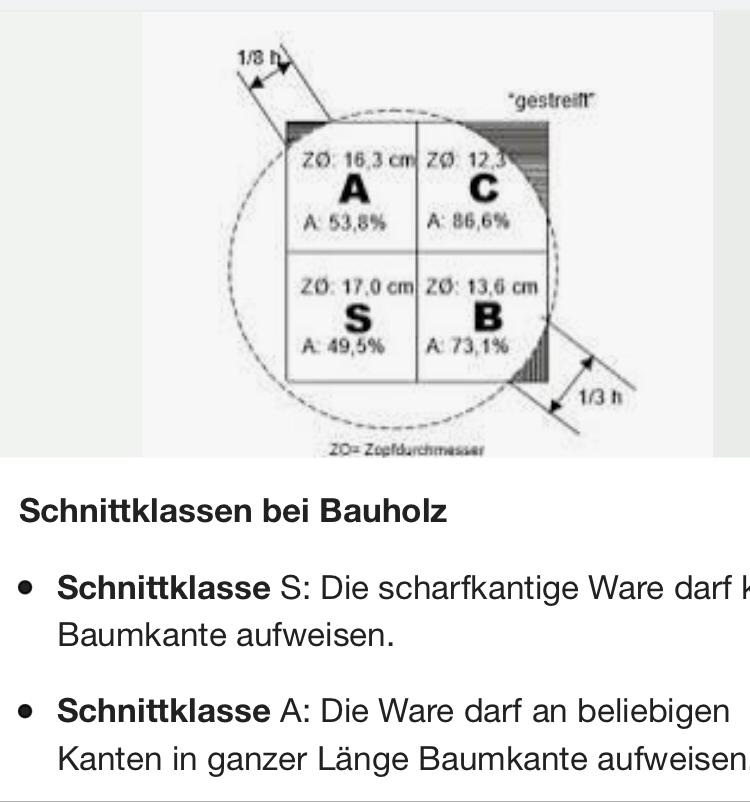 1/8 h
"gestreift"
ZØ: 16,3 cm
A
A: 53,8%
ZØ: 12,3
C
A: 86,6%
ZØ: 17,0 cm
S
A: 49,5%
ZØ: 13,6 cm
B
A: 73,1%
1/3 h
ZØ= Zopfdurchmesser
Schnittklassen bei Bauholz
Schnittklasse S: Die scharfkantige Ware darf
Baumkante aufweisen.
Schnittklasse A: Die Ware darf an beliebigen
Kanten in ganzer Länge Baumkante aufweisen